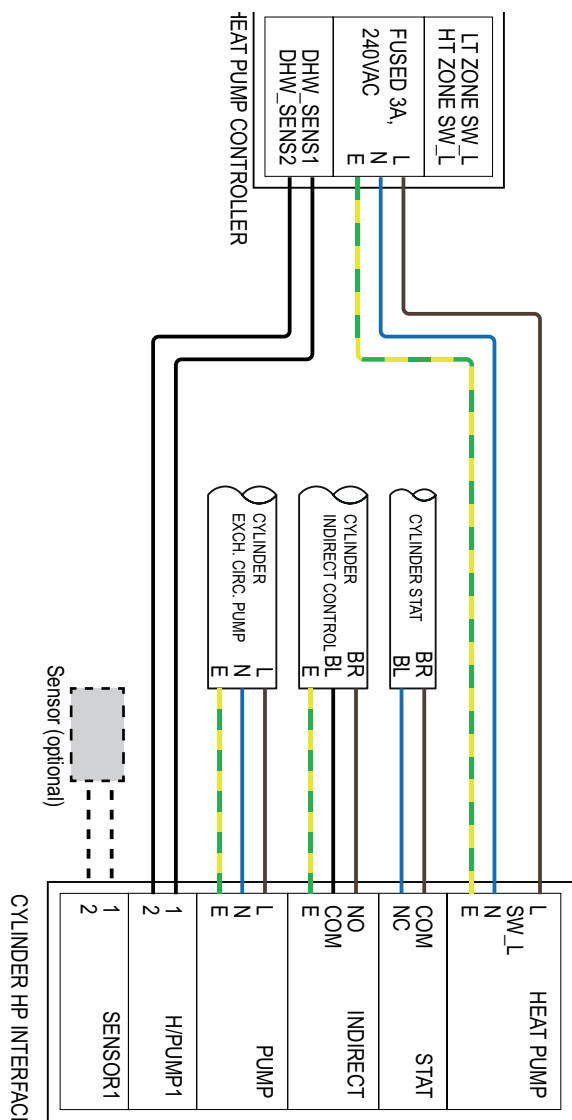 HEAT PUMP CONTROLLER
LT ZONE SW_L
HT ZONE SW_L
FUSED 3A,
240VAC
L
N
E
DHW_SENS1
DHW_SENS2
CYLINDER
EXCH. CIRC. PUMP
L
N
E
CYLINDER
INDIRECT CONTROL
BR
BL
E
CYLINDER STAT
BR
BL
Sensor (optional)
CYLINDER HP INTERFAC
HEAT PUMP
L
SW_L
N
E
STAT
COM
NC
INDIRECT
NO
COM
E
PUMP
L
N
E
H/PUMP1
1
2
SENSOR1
1
2